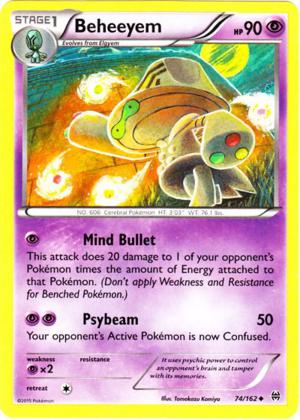 STAGE 1 Beheeyem HP 90
Evolves from Elgyem
NO. 606 Cerebral Pokémon HT: 3'03" WT: 76.1 lbs.
Mind Bullet
This attack does 20 damage to 1 of your opponent's
Pokémon times the amount of Energy attached to
that Pokémon. (Don't apply Weakness and Resistance
for Benched Pokémon.)
Psybeam 50
Your opponent's Active Pokémon is now Confused.
weakness resistance
×2
It uses psychic power to control
an opponent's brain and tamper
with its memories.
retreat
Illus. Tomokazu Komiya 74/162
©2015 Pokémon